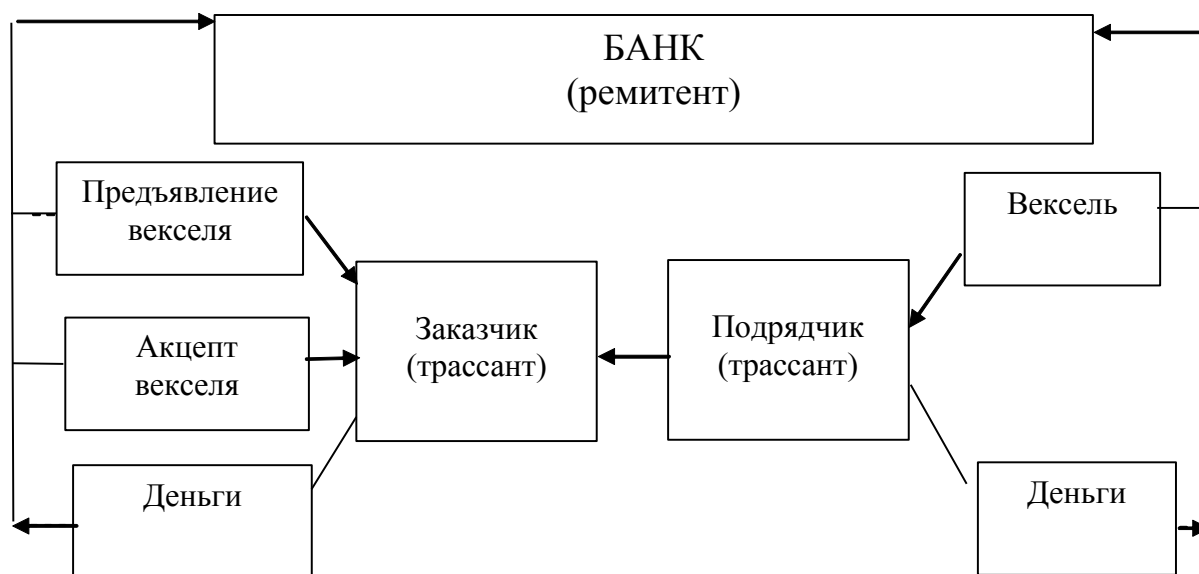 БАНК
(ремитент)
Предъявление
векселя
Вексель
Заказчик
(трассант)
Подрядчик
(трассант)
Акцепт
векселя
Деньги
Деньги